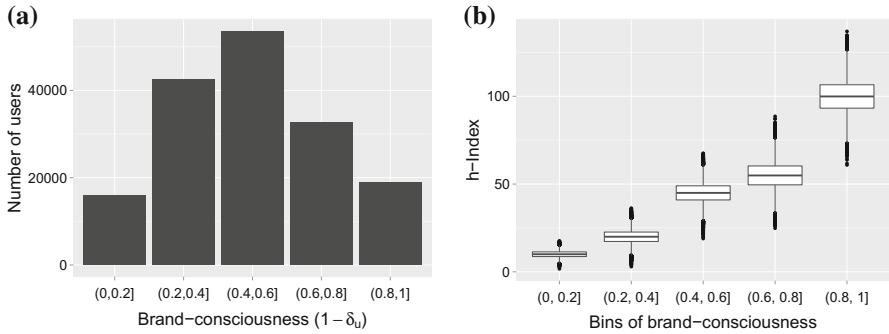 (a)
Number of users
40000
20000
0
(0,0.2]
(0.2,0.4]
(0.4,0.6]
(0.6,0.8]
(0.8,1]
Brand−consciousness (1 − δu)
(b)
h−Index
100
50
0
(0, 0.2]
(0.2, 0.4]
(0.4, 0.6]
(0.6, 0.8]
(0.8, 1]
Bins of brand−consciousness